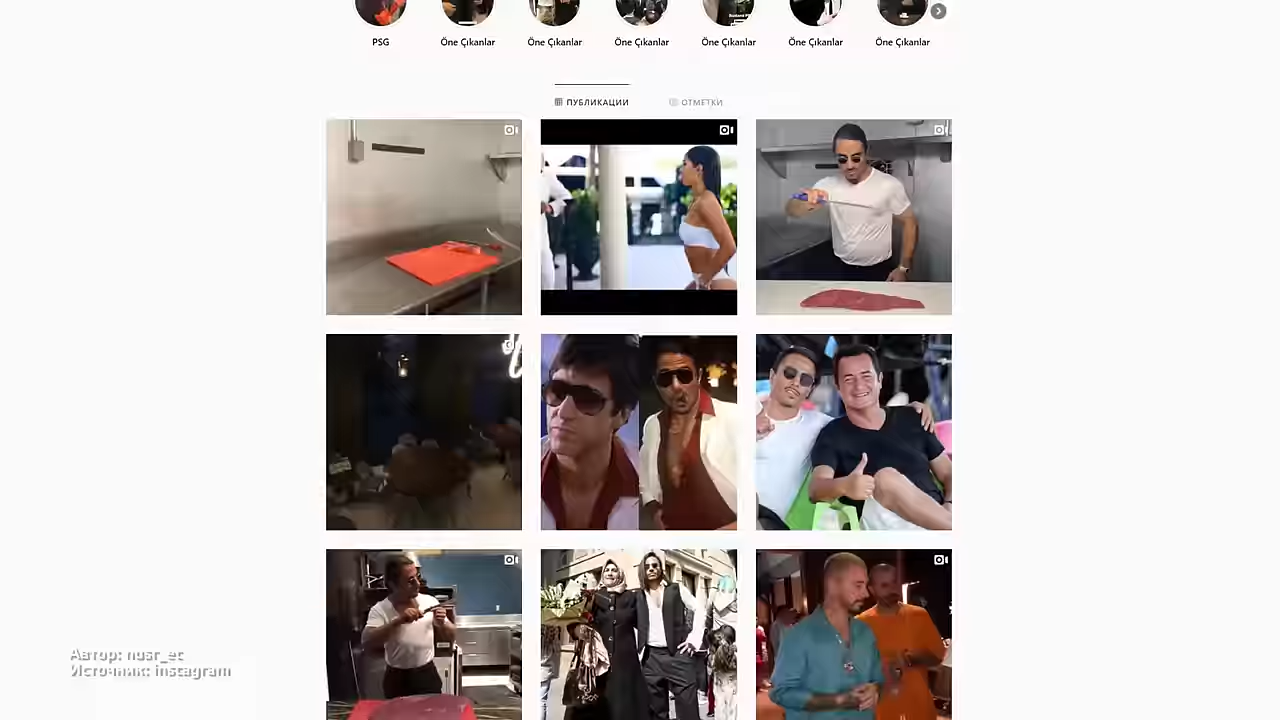 PSG
Öne Çıkanlar
Öne Çıkanlar
Öne Çıkanlar
Öne Çıkanlar
Öne Çıkanlar
Öne Çıkanlar
ПУБЛИКАЦИИ
ОТМЕТКИ
Автор: nusr_et
Источник: instagram